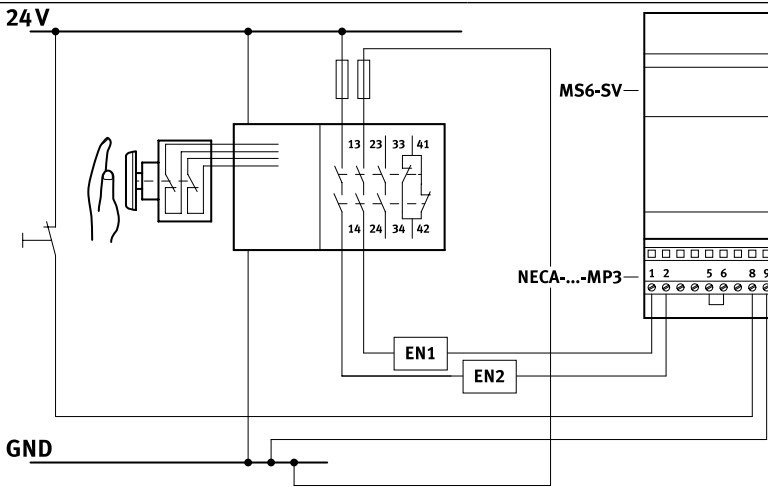 24 V
MS6-SV
13 23 33 41
14 24 34 42
NECA-...-MP3
1 2 5 6 8 9
EN1
EN2
GND